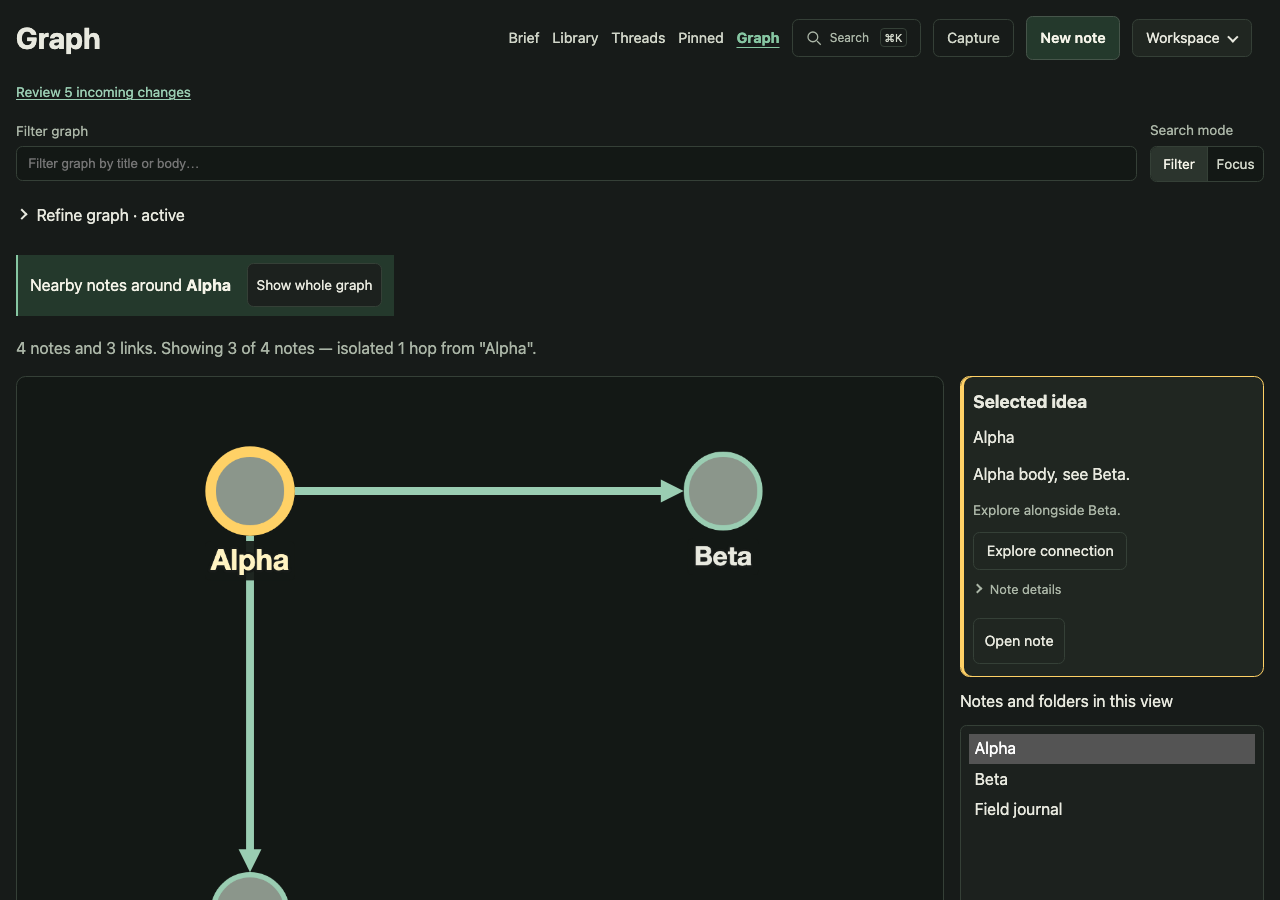 Graph
Brief Library Threads Pinned Graph Search ⌘K Capture New note Workspace
Review 5 incoming changes
Filter graph
Search mode
Filter graph by title or body…
Filter Focus
Refine graph · active
Nearby notes around Alpha Show whole graph
4 notes and 3 links. Showing 3 of 4 notes — isolated 1 hop from "Alpha".
Alpha
Beta
Selected idea
Alpha
Alpha body, see Beta.
Explore alongside Beta.
Explore connection
Note details
Open note
Notes and folders in this view
Alpha
Beta
Field journal